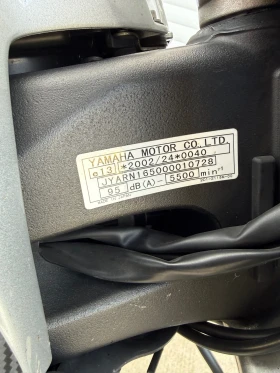 YAMAHA MOTOR CO.,LTD
e13 *2002/24*0040
JYARN165000010728
95 dB(A)- 5500 min⁻¹